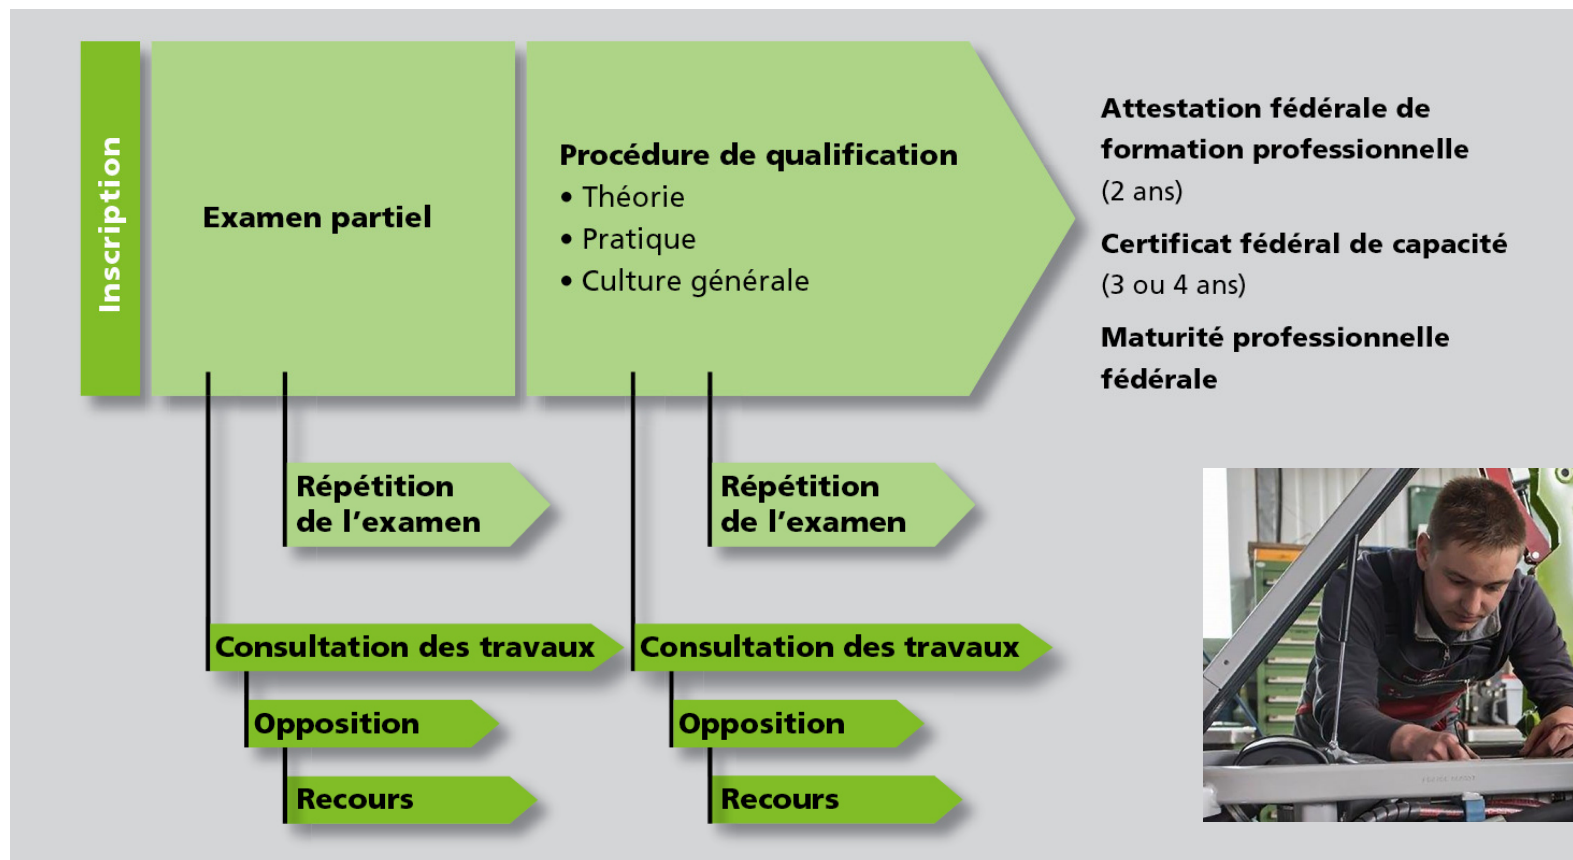 Inscription
Examen partiel
Procédure de qualification
• Théorie
• Pratique
• Culture générale
Attestation fédérale de
formation professionnelle
(2 ans)
Certificat fédéral de capacité
(3 ou 4 ans)
Maturité professionnelle
fédérale
Répétition
de l’examen
Répétition
de l’examen
Consultation des travaux
Consultation des travaux
Opposition
Opposition
Recours
Recours